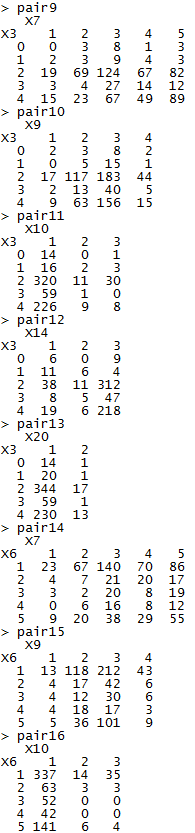 > pair9
X7
X3 1 2 3 4 5
0 0 3 8 1 3
1 2 3 9 4 3
2 19 69 124 67 82
3 3 4 27 14 12
4 15 23 67 49 89
> pair10
X9
X3 1 2 3 4
0 2 3 8 2
1 0 5 15 1
2 17 117 183 44
3 2 13 40 5
4 9 63 156 15
> pair11
X10
X3 1 2 3
0 14 0 1
1 16 2 3
2 320 11 30
3 59 1 0
4 226 9 8
> pair12
X14
X3 1 2 3
0 6 0 9
1 11 6 4
2 38 11 312
3 8 5 47
4 19 6 218
> pair13
X20
X3 1 2
0 14 1
1 20 1
2 344 17
3 59 1
4 230 13
> pair14
X7
X6 1 2 3 4 5
1 23 67 140 70 86
2 4 7 21 20 17
3 3 2 20 8 19
4 0 6 16 8 12
5 9 20 38 29 55
> pair15
X9
X6 1 2 3 4
1 13 118 212 43
2 4 17 42 6
3 4 12 30 6
4 4 18 17 3
5 5 36 101 9
> pair16
X10
X6 1 2 3
1 337 14 35
2 63 3 3
3 52 0 0
4 42 0 0
5 141 6 4